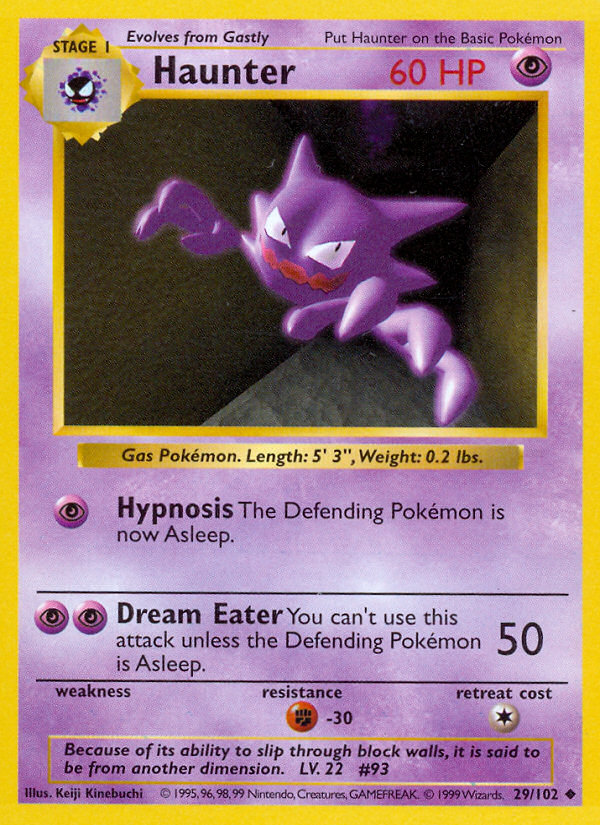 Evolves from Gastly Put Haunter on the Basic Pokémon
STAGE 1
Haunter 60 HP
Gas Pokémon. Length: 5' 3", Weight: 0.2 lbs.
Hypnosis The Defending Pokémon is
now Asleep.
Dream Eater You can't use this
attack unless the Defending Pokémon 50
is Asleep.
weakness resistance retreat cost
-30
Because of its ability to slip through block walls, it is said to
be from another dimension. LV. 22 #93
Illus. Keiji Kinebuchi © 1995, 96, 98, 99 Nintendo, Creatures, GAMEFREAK. © 1999 Wizards. 29/102